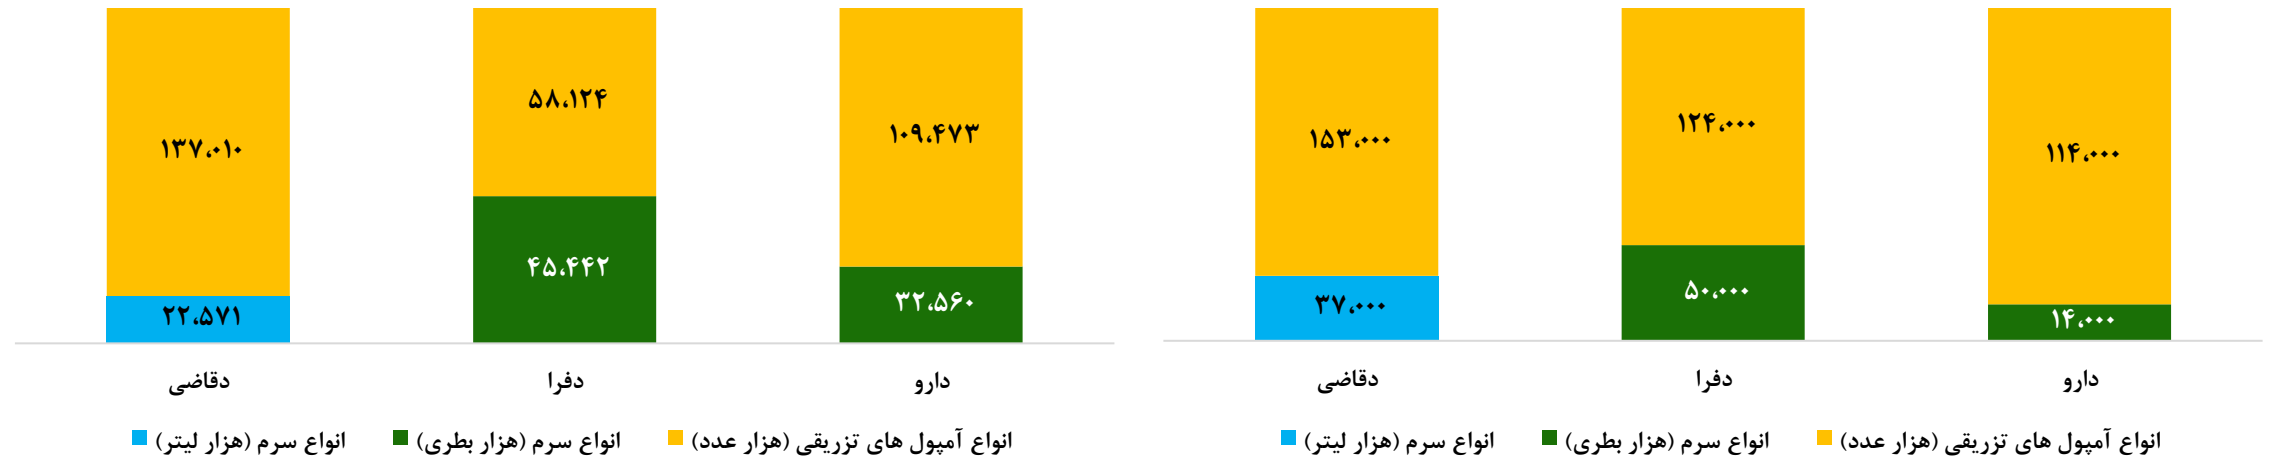 ۱۳۷،۰۱۰
۵۸،۱۲۴
۱۰۹،۴۷۳
۲۲،۵۷۱
۴۵،۴۴۲
۳۲،۵۶۰
دقاضی
دفرا
دارو
انواع سرم (هزار لیتر)
انواع سرم (هزار بطری)
انواع آمپول های تزریقی (هزار عدد)
۱۵۳،۰۰۰
۱۲۴،۰۰۰
۱۱۴،۰۰۰
۳۷،۰۰۰
۵۰،۰۰۰
۱۴،۰۰۰
دقاضی
دفرا
دارو
انواع سرم (هزار لیتر)
انواع سرم (هزار بطری)
انواع آمپول های تزریقی (هزار عدد)